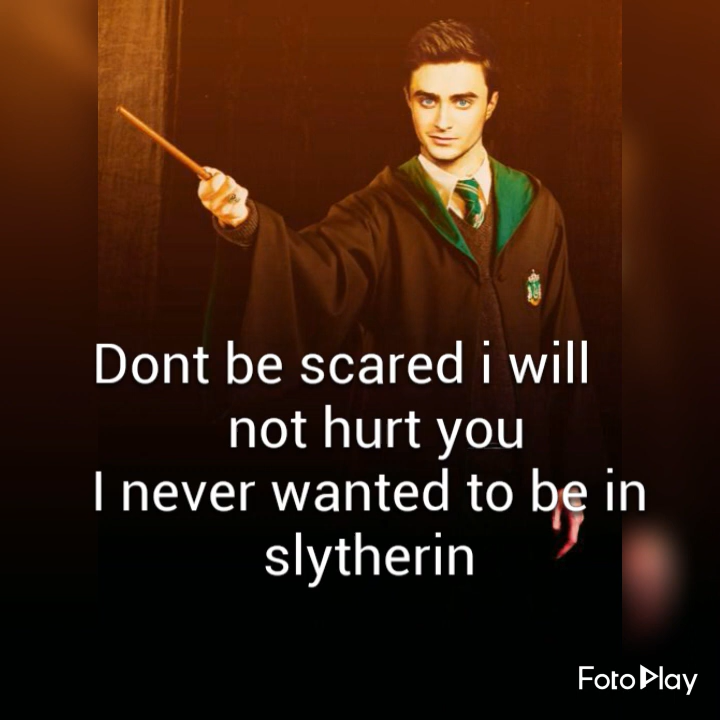 Dont be scared i will
not hurt you
I never wanted to be in
slytherin
FotoPlay